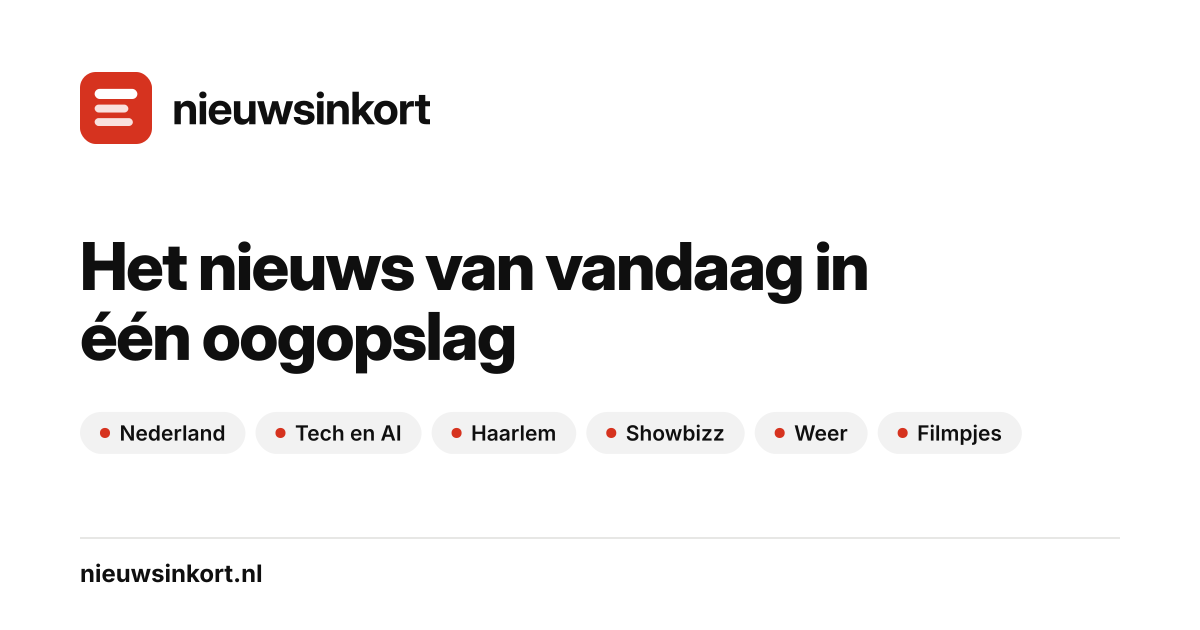 nieuwsinkort
Het nieuws van vandaag in
één oogopslag
Nederland Tech en AI Haarlem Showbizz Weer Filmpjes
nieuwsinkort.nl